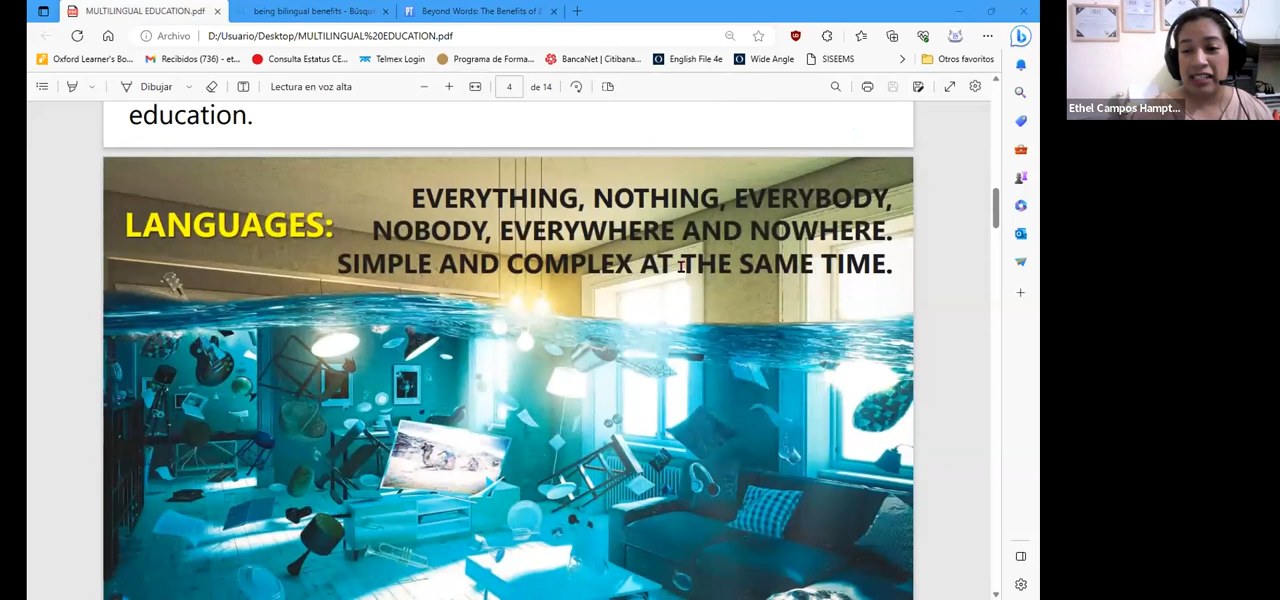 MULTILINGUAL EDUCATION.pdf
being bilingual benefits - Búsqu
Beyond Words: The Benefits of E
Archivo
D:/Usuario/Desktop/MULTILINGUAL%20EDUCATION.pdf
Oxford Learner's Bo...
Recibidos (736) - et...
Consulta Estatus CE...
Telmex Login
Programa de Forma...
BancaNet | Citibana...
English File 4e
Wide Angle
SISEEMS
Otros favoritos
Dibujar
Lectura en voz alta
4
de 14
education.
LANGUAGES:
EVERYTHING, NOTHING, EVERYBODY,
NOBODY, EVERYWHERE AND NOWHERE.
SIMPLE AND COMPLEX AT THE SAME TIME.
Ethel Campos Hampt...